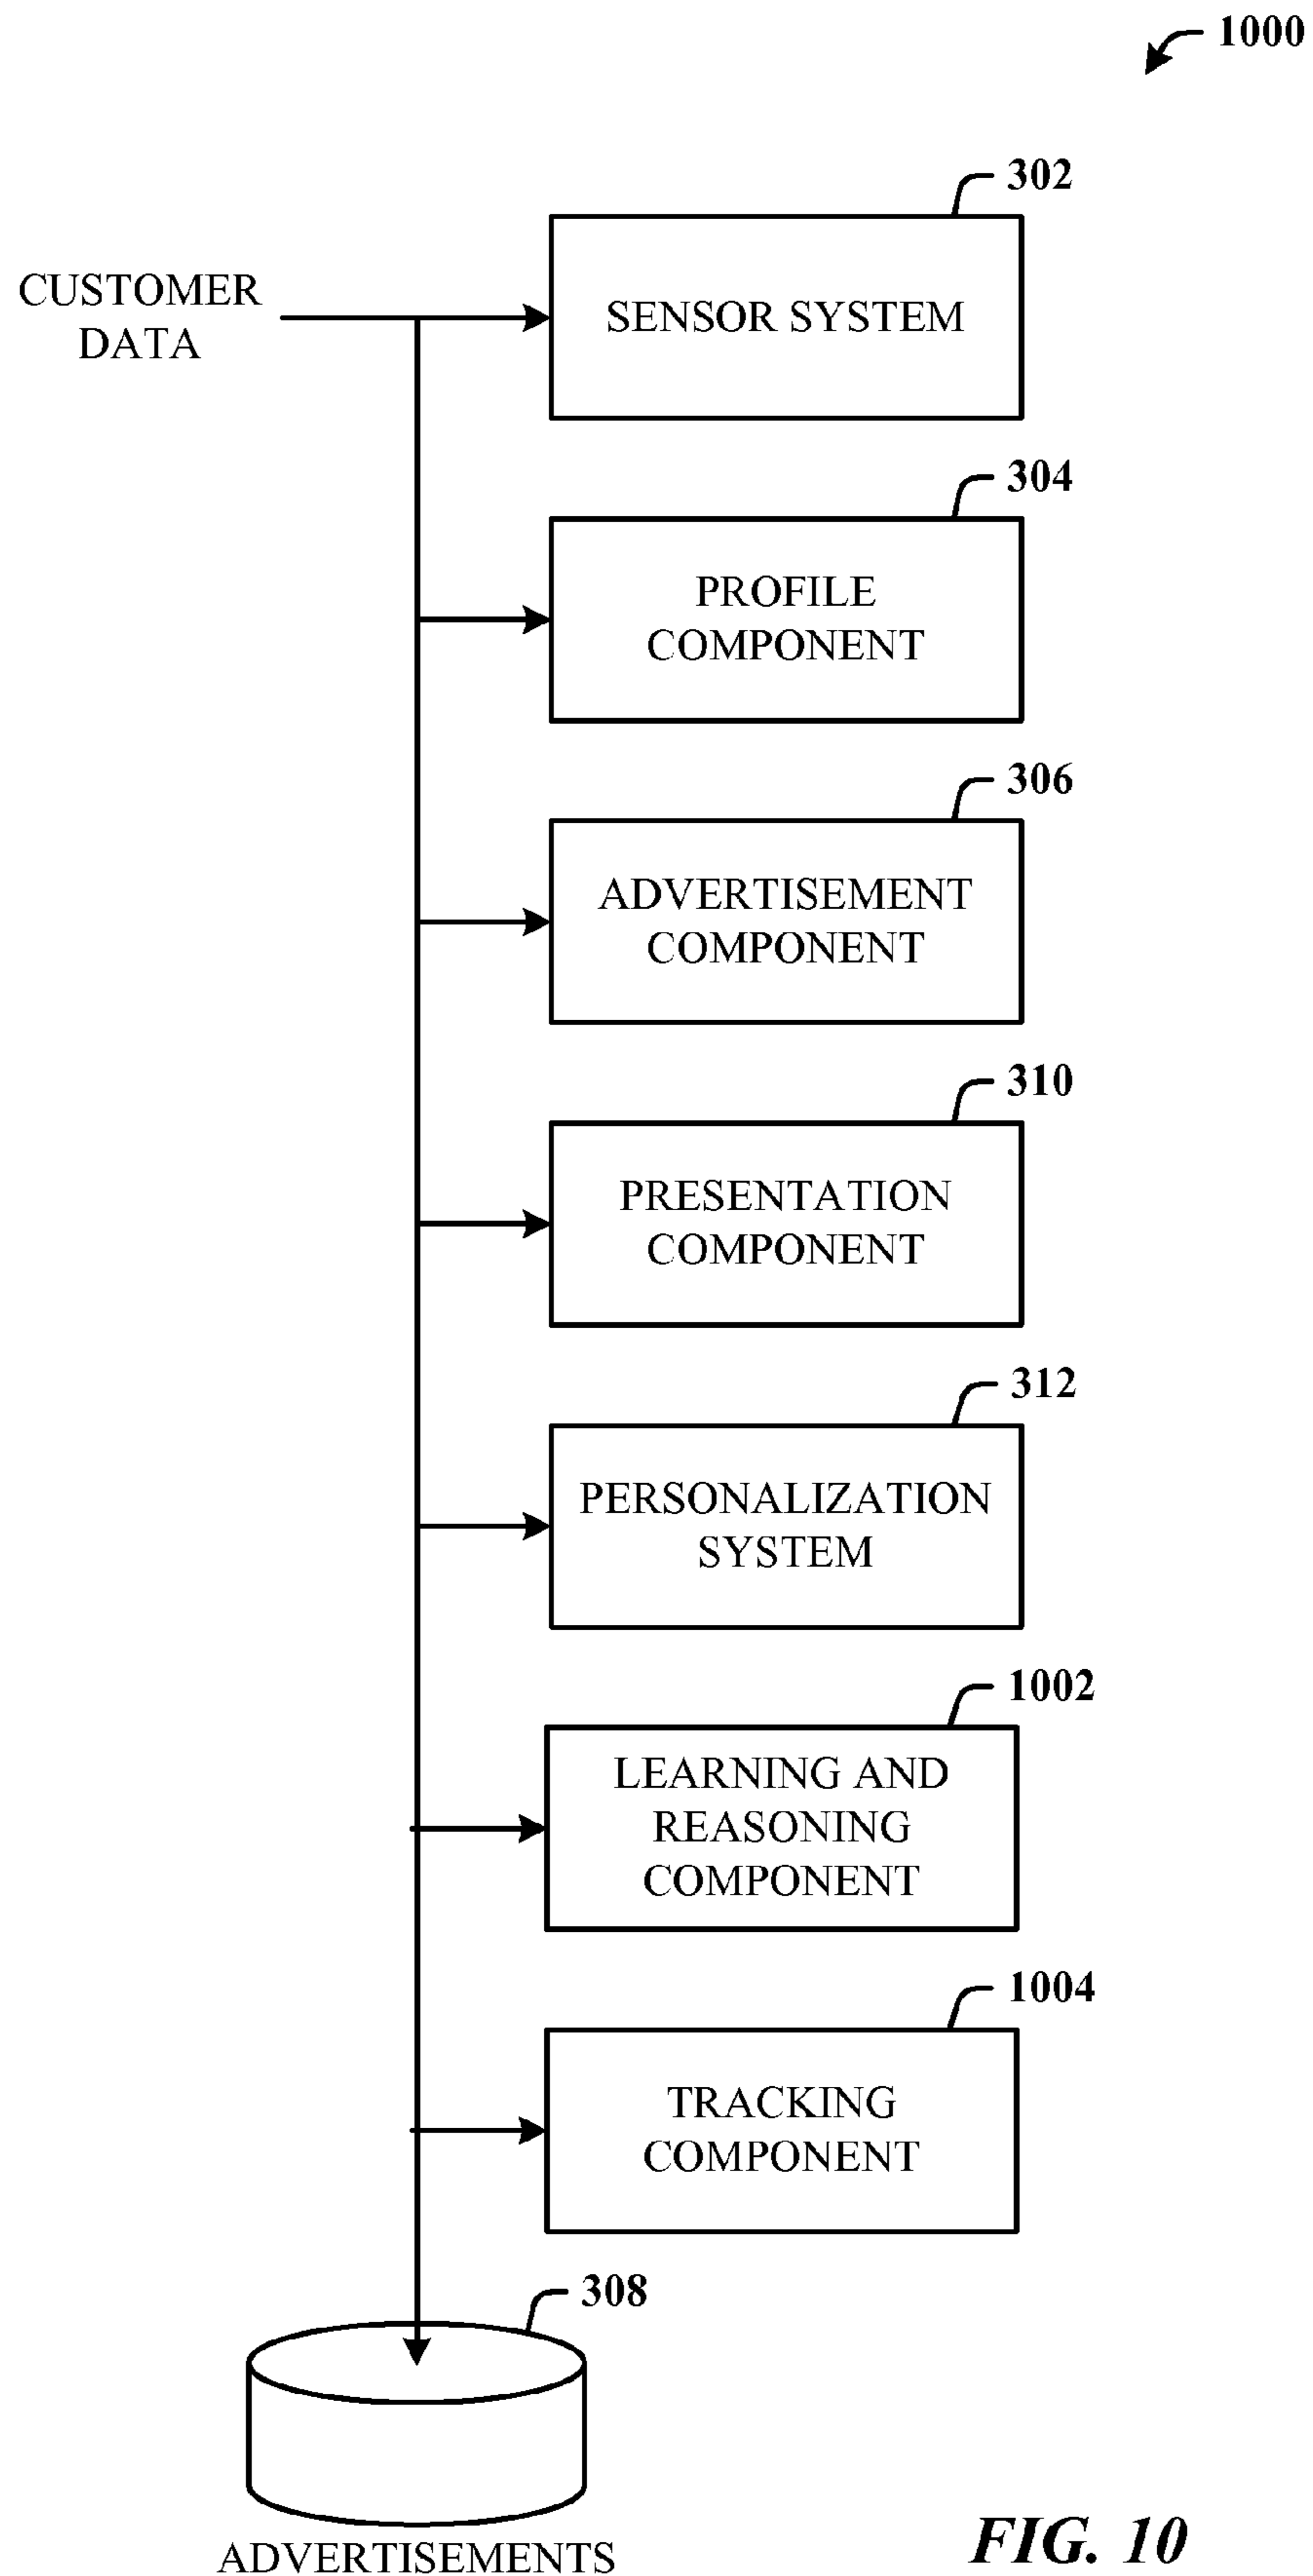 1000
302
CUSTOMER
DATA
SENSOR SYSTEM
304
PROFILE
COMPONENT
306
ADVERTISEMENT
COMPONENT
310
PRESENTATION
COMPONENT
312
PERSONALIZATION
SYSTEM
1002
LEARNING AND
REASONING
COMPONENT
1004
TRACKING
COMPONENT
308
ADVERTISEMENTS
FIG. 10